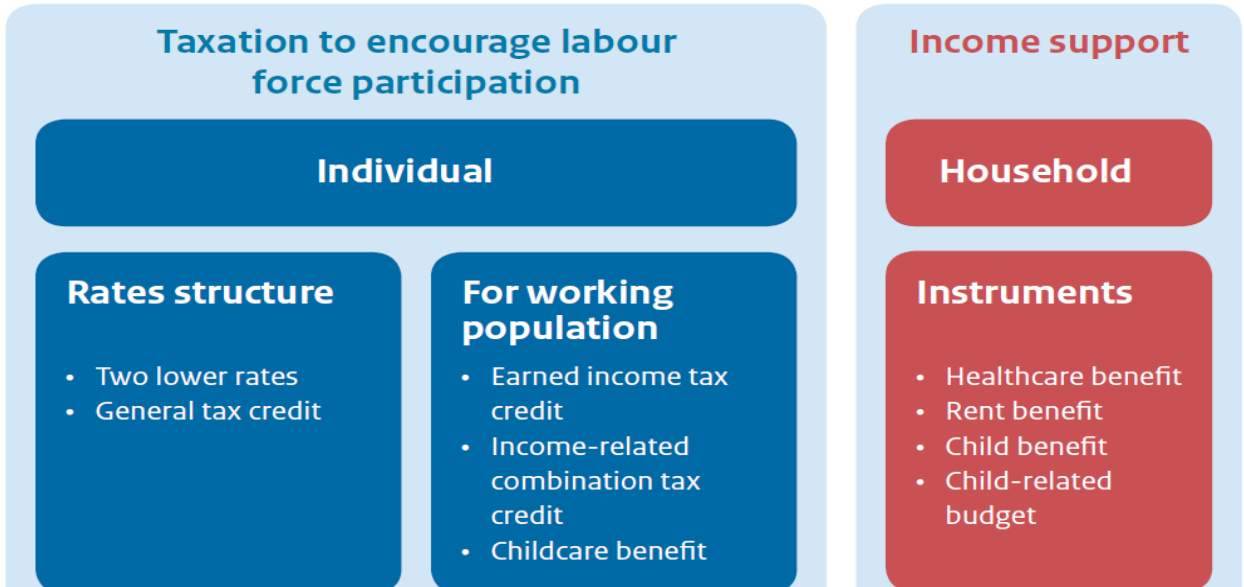 Taxation to encourage labour
force participation
Individual
Rates structure
• Two lower rates
• General tax credit
For working
population
• Earned income tax
credit
• Income-related
combination tax
credit
• Childcare benefit
Income support
Household
Instruments
• Healthcare benefit
• Rent benefit
• Child benefit
• Child-related
budget